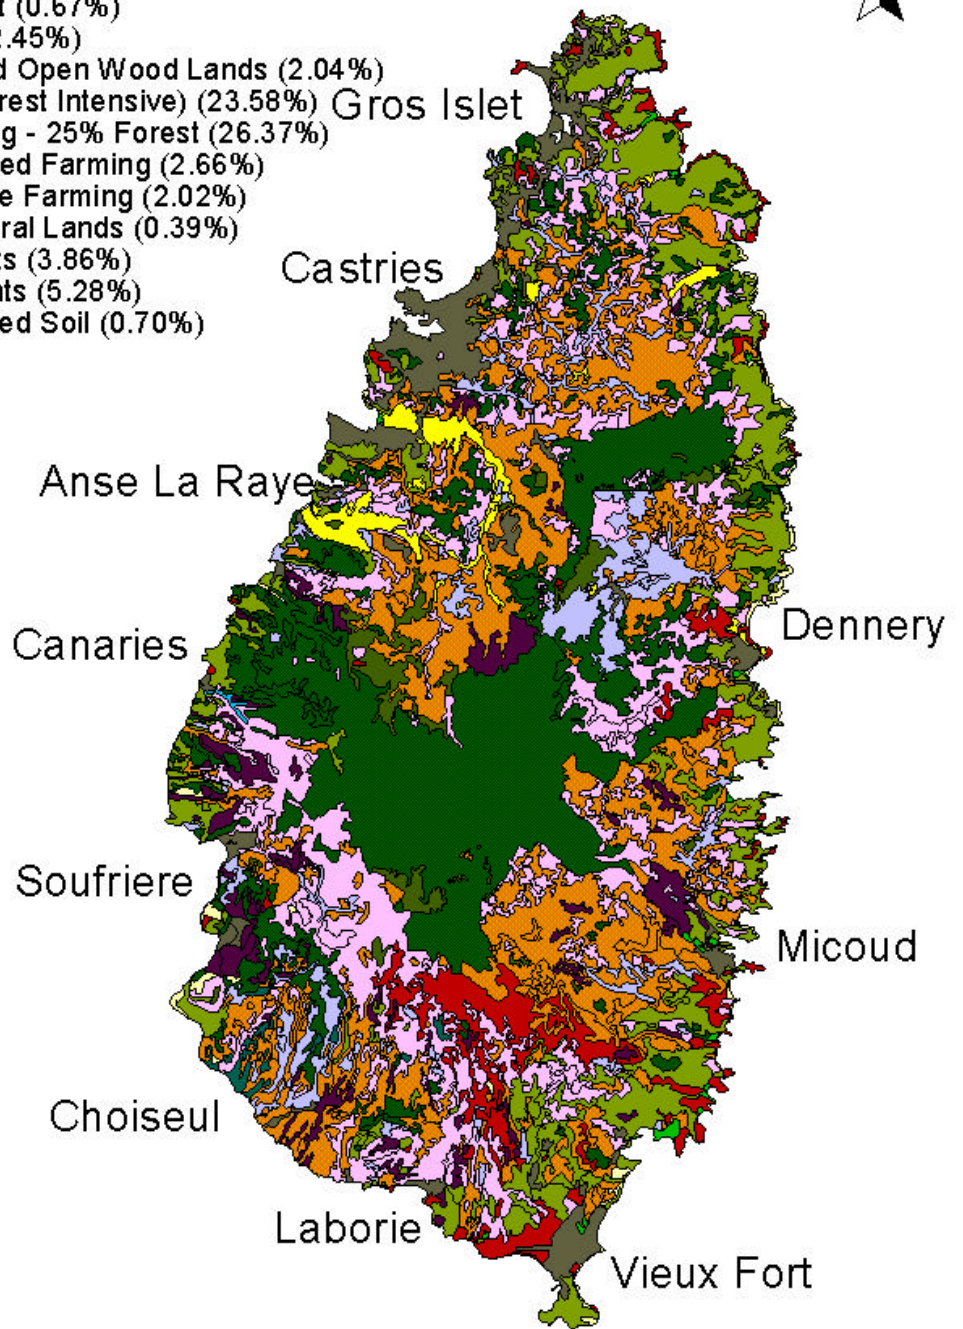 (0.67%)
.45%)
Open Wood Lands (2.04%)
rest Intensive) (23.58%)
Gros Islet
g - 25% Forest (26.37%)
ed Farming (2.66%)
e Farming (2.02%)
ral Lands (0.39%)
Castries
ts (3.86%)
nts (5.28%)
ed Soil (0.70%)
Anse La Raye
Dennery
Canaries
Soufriere
Micoud
Choiseul
Laborie
Vieux Fort